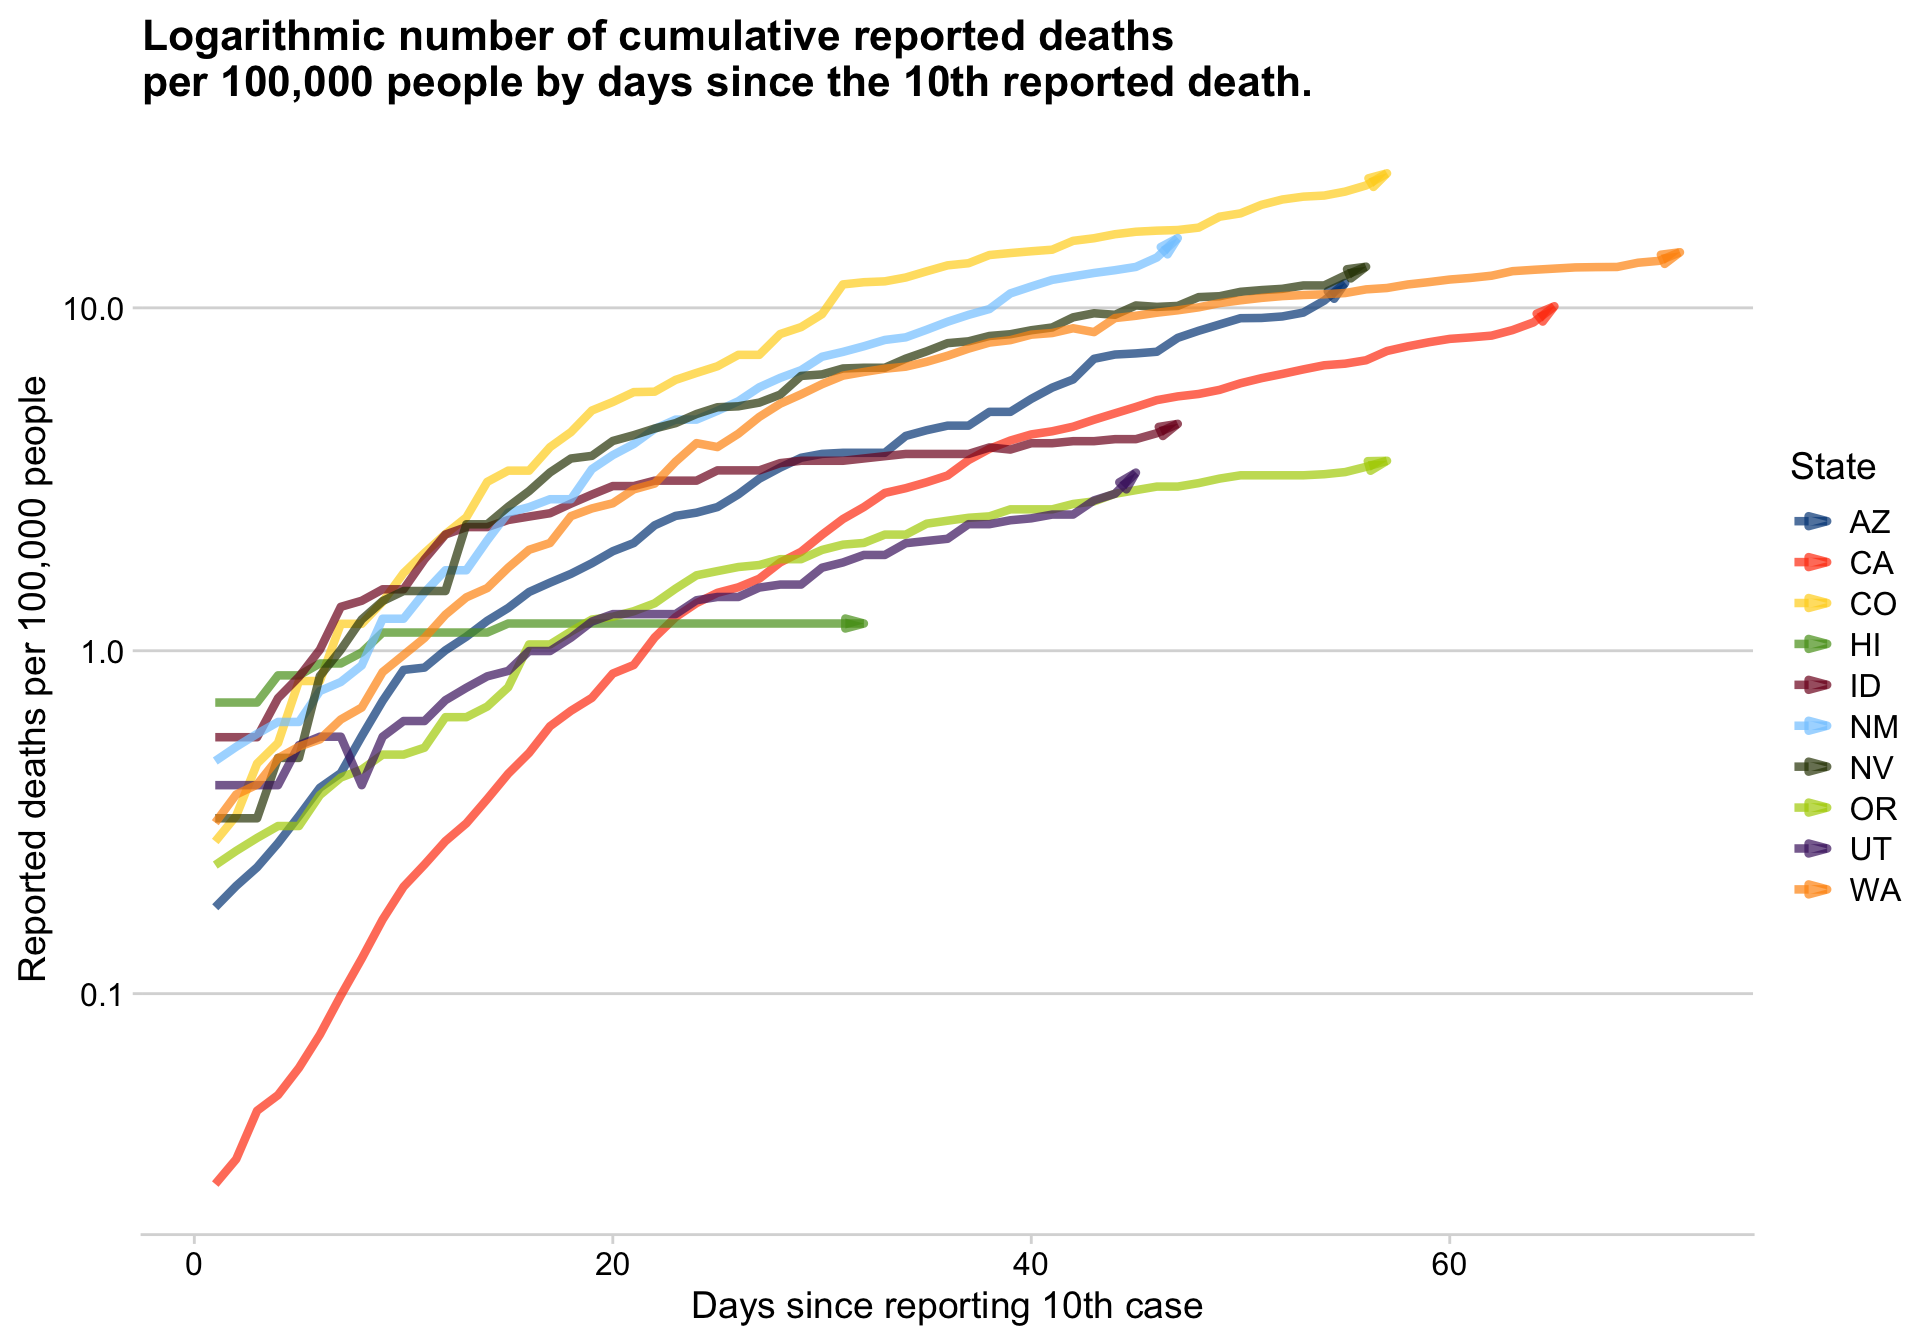 Logarithmic number of cumulative reported deaths
per 100,000 people by days since the 10th reported death.
Reported deaths per 100,000 people
10.0
1.0
0.1
0
20
40
60
Days since reporting 10th case
State
AZ
CA
CO
HI
ID
NM
NV
OR
UT
WA